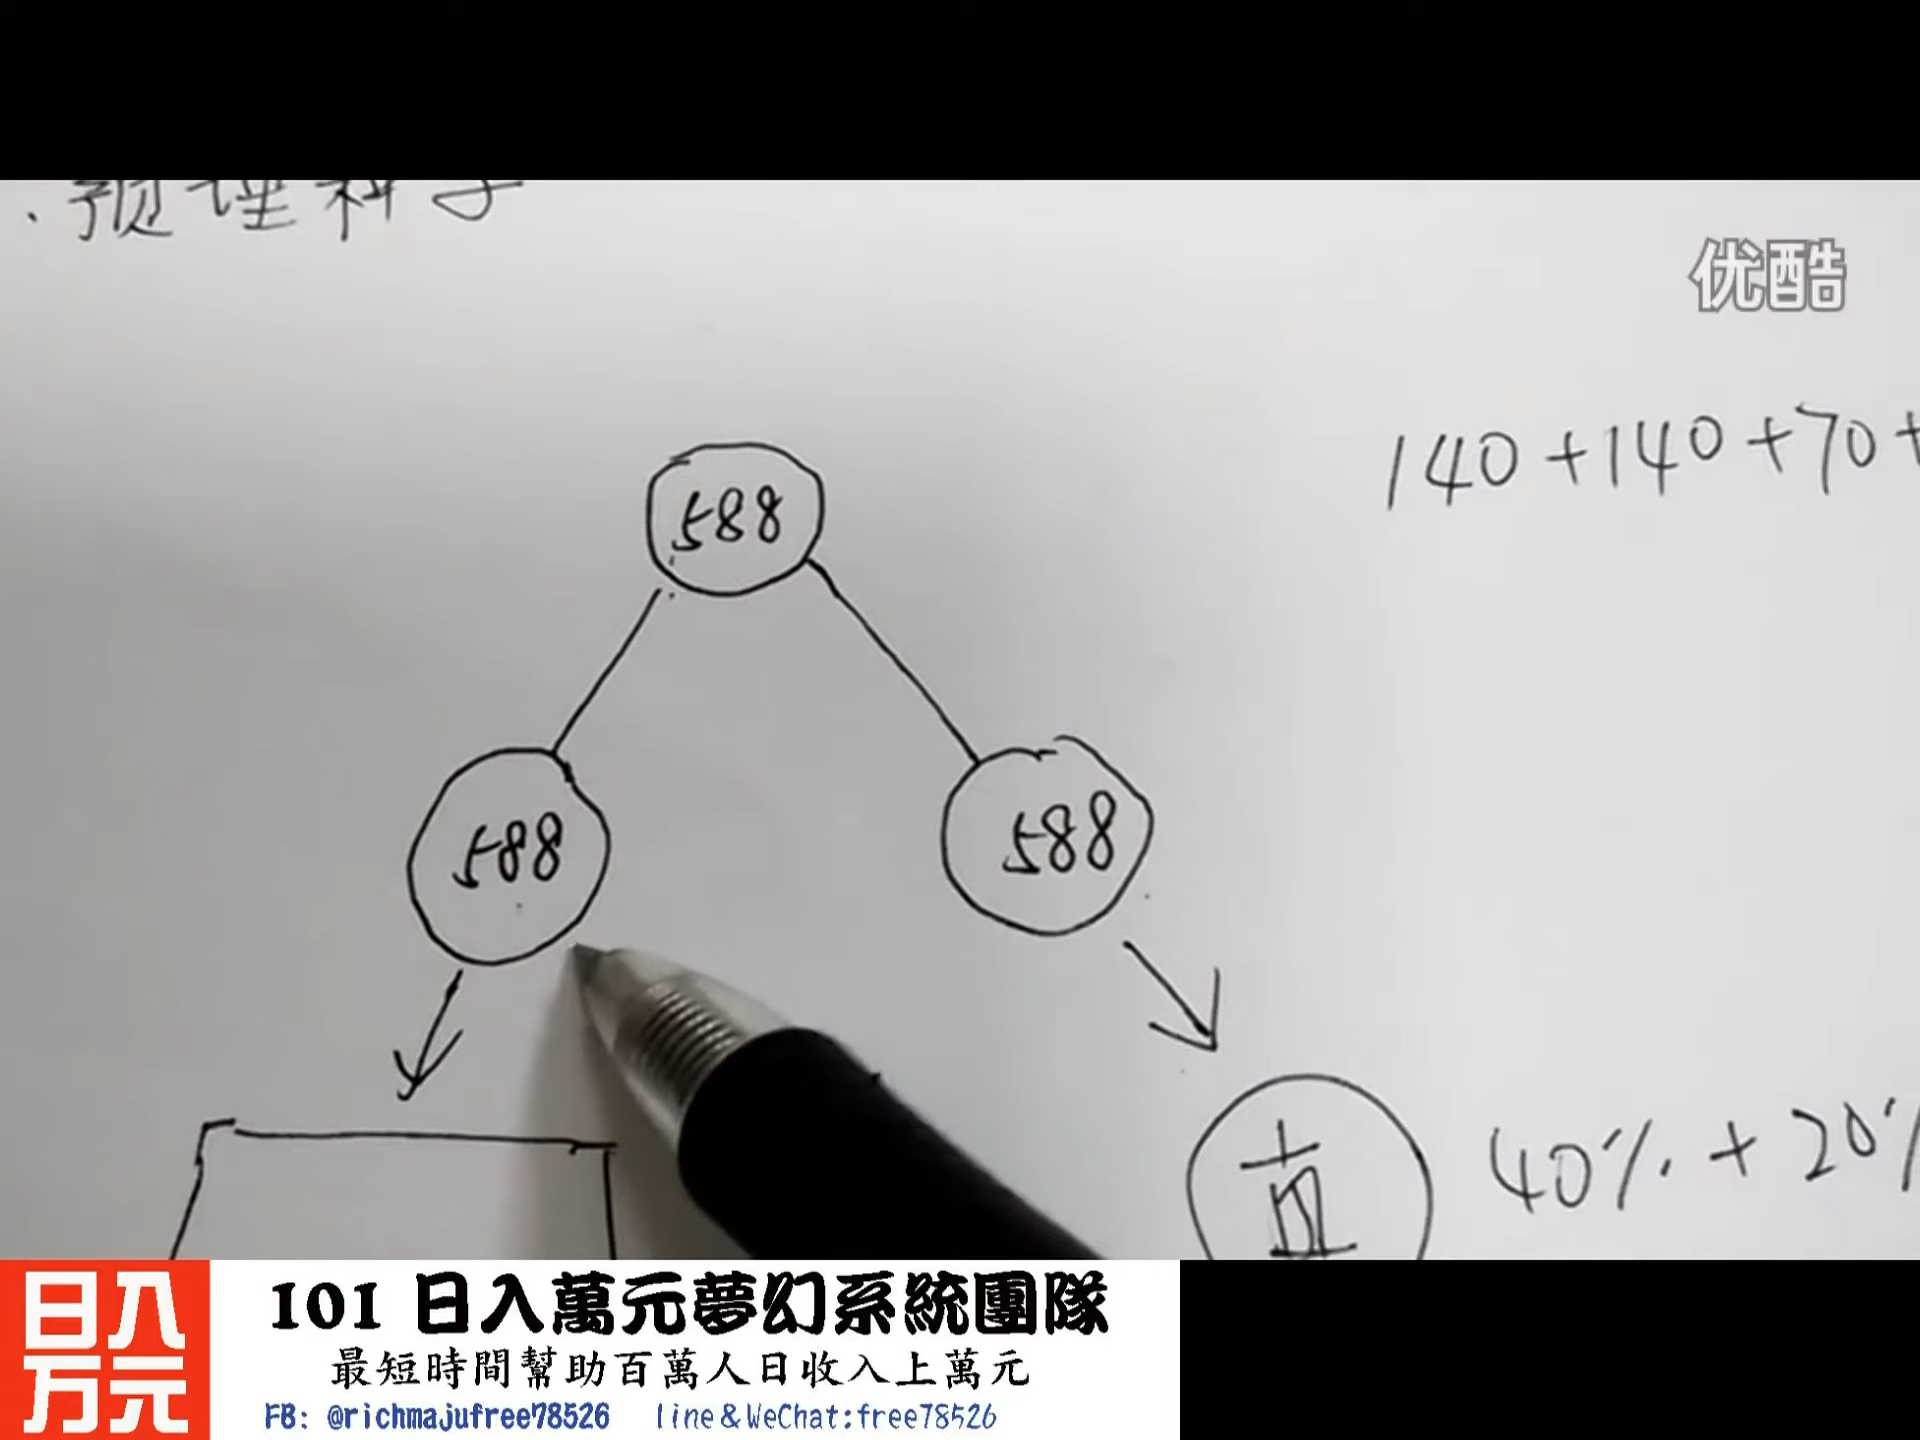 优酷
140+140+70+
588
588
588
直
40%+20%
日入
万元
101 日入萬元夢幻系統團隊
最短時間幫助百萬人日收入上萬元
FB: @richmajufree78526 line&WeChat:free78526